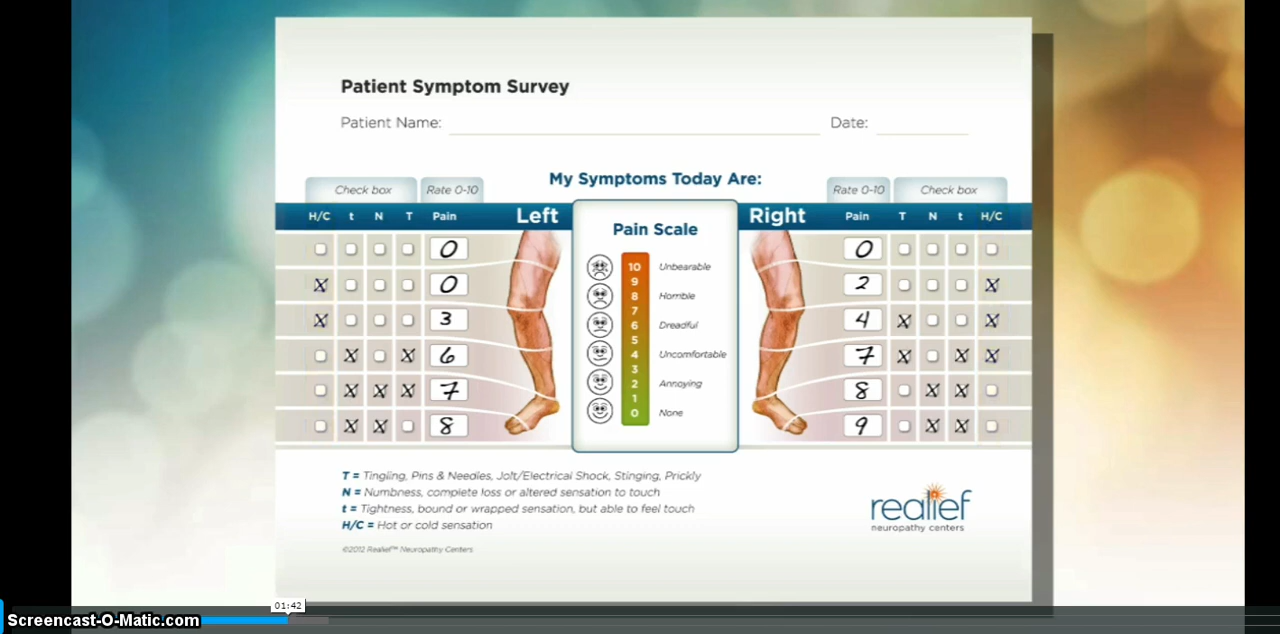 Patient Symptom Survey
Patient Name: Date:
My Symptoms Today Are:
Check box Rate 0-10 Rate 0-10 Check box
H/C t N T Pain Left Right Pain T N t H/C
Pain Scale
0 0
X 0 2 X
X 3 4 X X
X X 6 7 X X X
X X X 7 8 X X
X X 8 9 X X
10 Unbearable
9
8 Horrible
7
6 Dreadful
5
4 Uncomfortable
3
2 Annoying
1
0 None
T = Tingling, Pins & Needles, Jolt/Electrical Shock, Stinging, Prickly
N = Numbness, complete loss or altered sensation to touch
t = Tightness, bound or wrapped sensation, but able to feel touch
H/C = Hot or cold sensation
realief
neuropathy centers
©2012 Realief™ Neuropathy Centers
01:42
Screencast-O-Matic.com